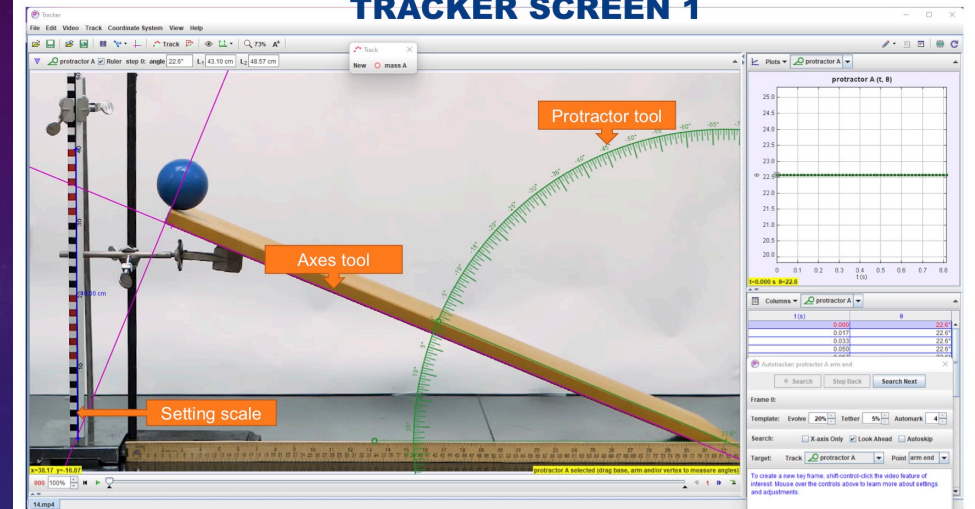 TRACKER SCREEN 1
Tracker
File Edit Video Track Coordinate System View Help
Track
73%
protractor A Ruler step 0: angle 22.6° L1 43.10 cm L2 48.57 cm
Track
New mass A
Plots protractor A
protractor A (t, θ)
25.0
24.5
24.0
23.5
23.0
22.5
22.0
21.5
21.0
20.5
20.0
θ
0 0.1 0.2 0.3 0.4 0.5 0.6 0.7 0.8
t (s)
t=0.000 s θ=22.6
Protractor tool
Axes tool
Setting scale
Columns protractor A
t (s) θ
0.000 22.6°
0.017 22.6°
0.033 22.6°
0.050 22.6°
Autotracker: protractor A arm end
Search Step Back Search Next
Frame 0:
Template: Evolve 20% Tether 5% Automark 4
Search: X-axis Only Look Ahead Autoskip
Target: Track protractor A Point arm end
To create a new key frame, shift-control-click the video feature of
interest. Mouse over the controls above to learn more about settings
and adjustments.
x=38.17 y=-16.87
protractor A selected (drag base, arm and/or vertex to measure angles)
000 100% 1
14.mp4